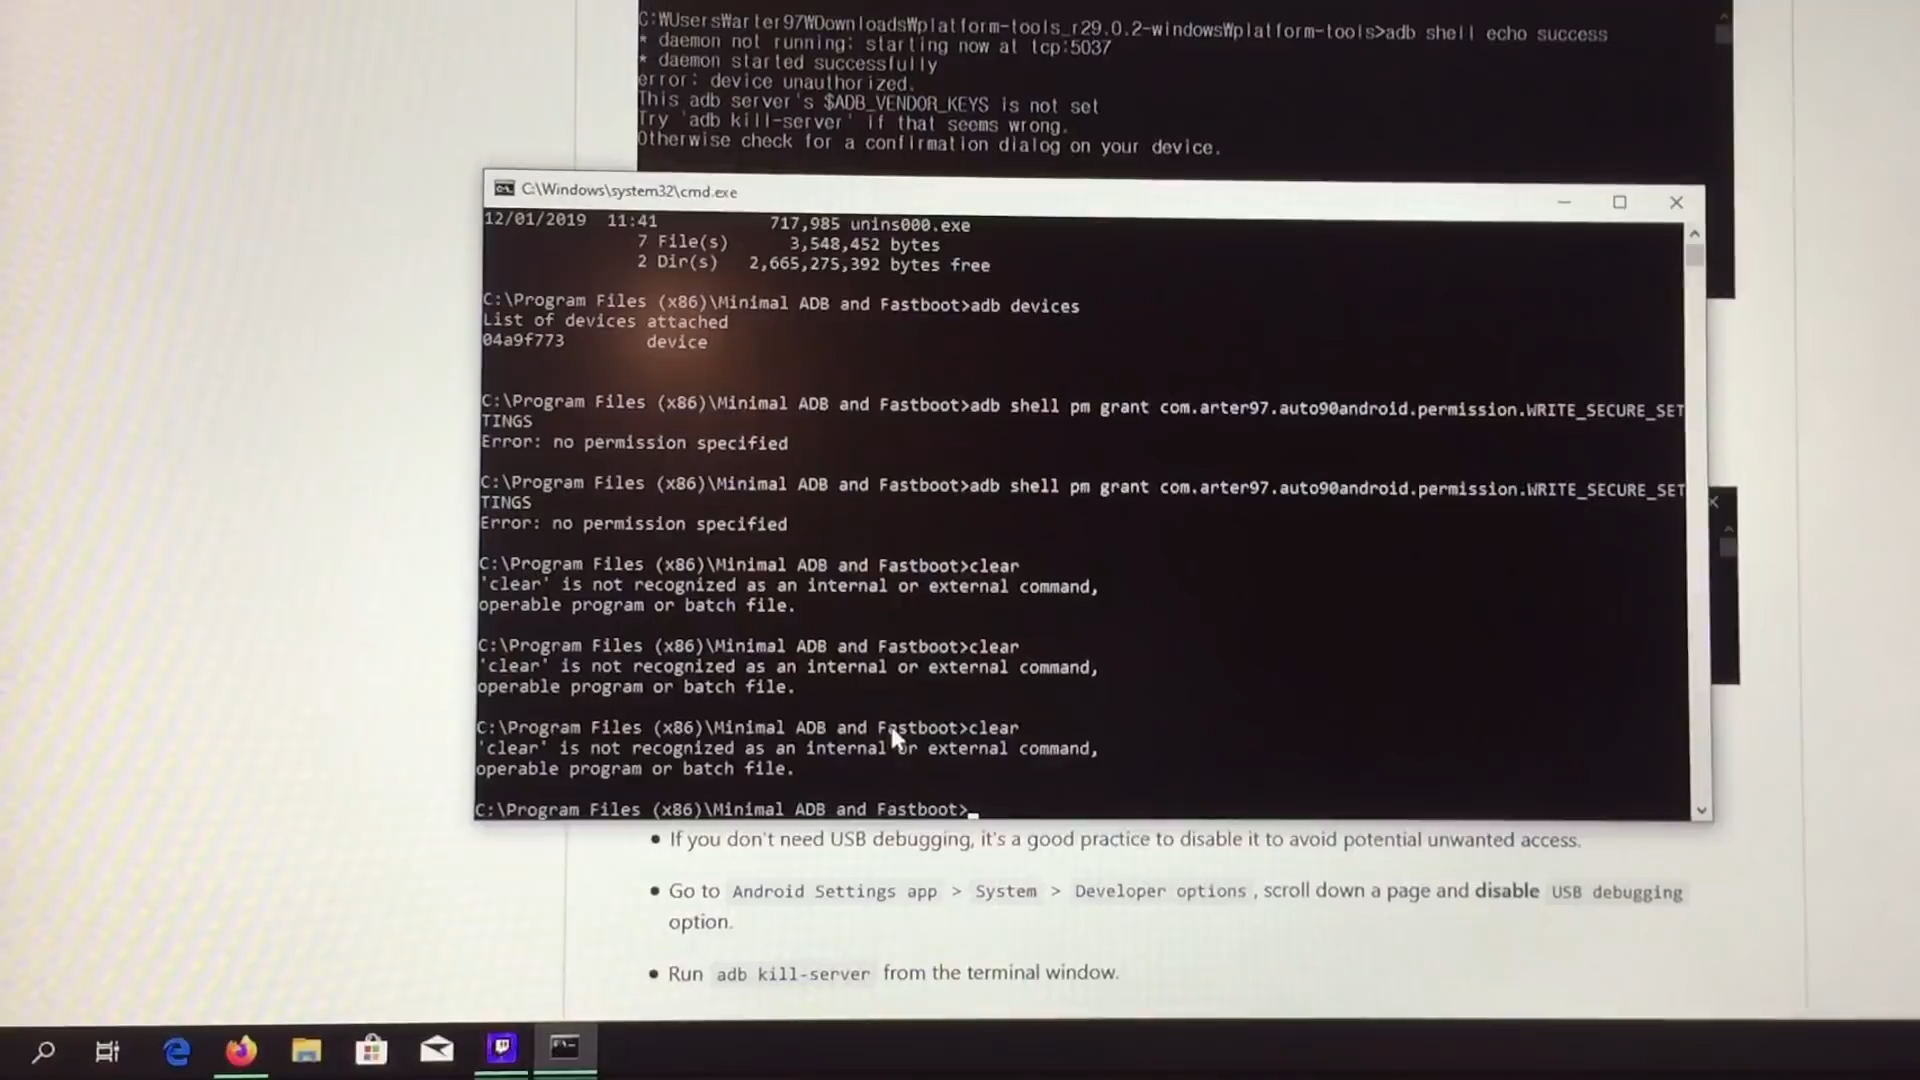 C:₩Users₩arter97₩Downloads₩platform-tools_r29.0.2-windows₩platform-tools>adb shell echo success
* daemon not running; starting now at tcp:5037
* daemon started successfully
error: device unauthorized.
This adb server's $ADB_VENDOR_KEYS is not set
Try 'adb kill-server' if that seems wrong.
Otherwise check for a confirmation dialog on your device.
C:\Windows\system32\cmd.exe
12/01/2019 11:41 717,985 unins000.exe
7 File(s) 3,548,452 bytes
2 Dir(s) 2,665,275,392 bytes free
C:\Program Files (x86)\Minimal ADB and Fastboot>adb devices
List of devices attached
04a9f773 device
C:\Program Files (x86)\Minimal ADB and Fastboot>adb shell pm grant com.arter97.auto90android.permission.WRITE_SECURE_SET
TINGS
Error: no permission specified
C:\Program Files (x86)\Minimal ADB and Fastboot>adb shell pm grant com.arter97.auto90android.permission.WRITE_SECURE_SET
TINGS
Error: no permission specified
C:\Program Files (x86)\Minimal ADB and Fastboot>clear
'clear' is not recognized as an internal or external command,
operable program or batch file.
C:\Program Files (x86)\Minimal ADB and Fastboot>clear
'clear' is not recognized as an internal or external command,
operable program or batch file.
C:\Program Files (x86)\Minimal ADB and Fastboot>clear
'clear' is not recognized as an internal or external command,
operable program or batch file.
C:\Program Files (x86)\Minimal ADB and Fastboot>_
• If you don't need USB debugging, it's a good practice to disable it to avoid potential unwanted access.
• Go to Android Settings app > System > Developer options , scroll down a page and disable USB debugging
option.
• Run adb kill-server from the terminal window.